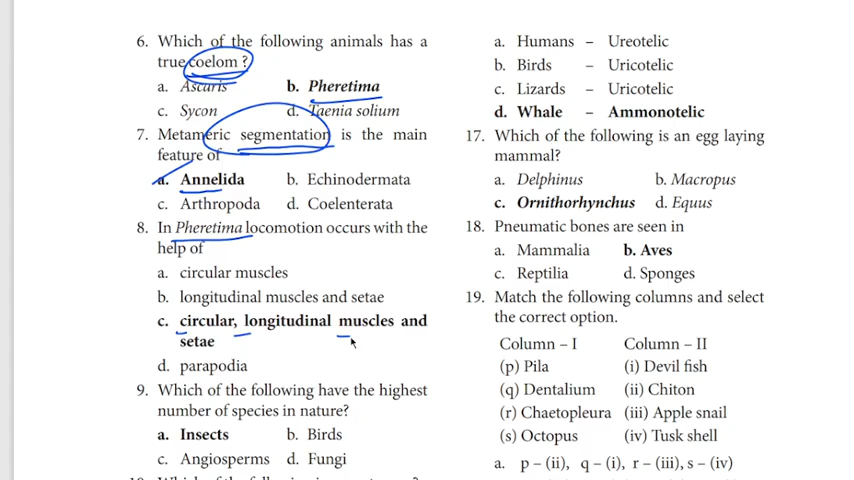 6. Which of the following animals has a
true coelom ?
a. Ascaris b. Pheretima
c. Sycon d. Taenia solium
7. Metameric segmentation is the main
feature of
a. Annelida b. Echinodermata
c. Arthropoda d. Coelenterata
8. In Pheretima locomotion occurs with the
help of
a. circular muscles
b. longitudinal muscles and setae
c. circular, longitudinal muscles and
setae
d. parapodia
9. Which of the following have the highest
number of species in nature?
a. Insects b. Birds
c. Angiosperms d. Fungi
a. Humans – Ureotelic
b. Birds – Uricotelic
c. Lizards – Uricotelic
d. Whale – Ammonotelic
17. Which of the following is an egg laying
mammal?
a. Delphinus b. Macropus
c. Ornithorhynchus d. Equus
18. Pneumatic bones are seen in
a. Mammalia b. Aves
c. Reptilia d. Sponges
19. Match the following columns and select
the correct option.
Column – I Column – II
(p) Pila (i) Devil fish
(q) Dentalium (ii) Chiton
(r) Chaetopleura (iii) Apple snail
(s) Octopus (iv) Tusk shell
a. p – (ii), q – (i), r – (iii), s – (iv)